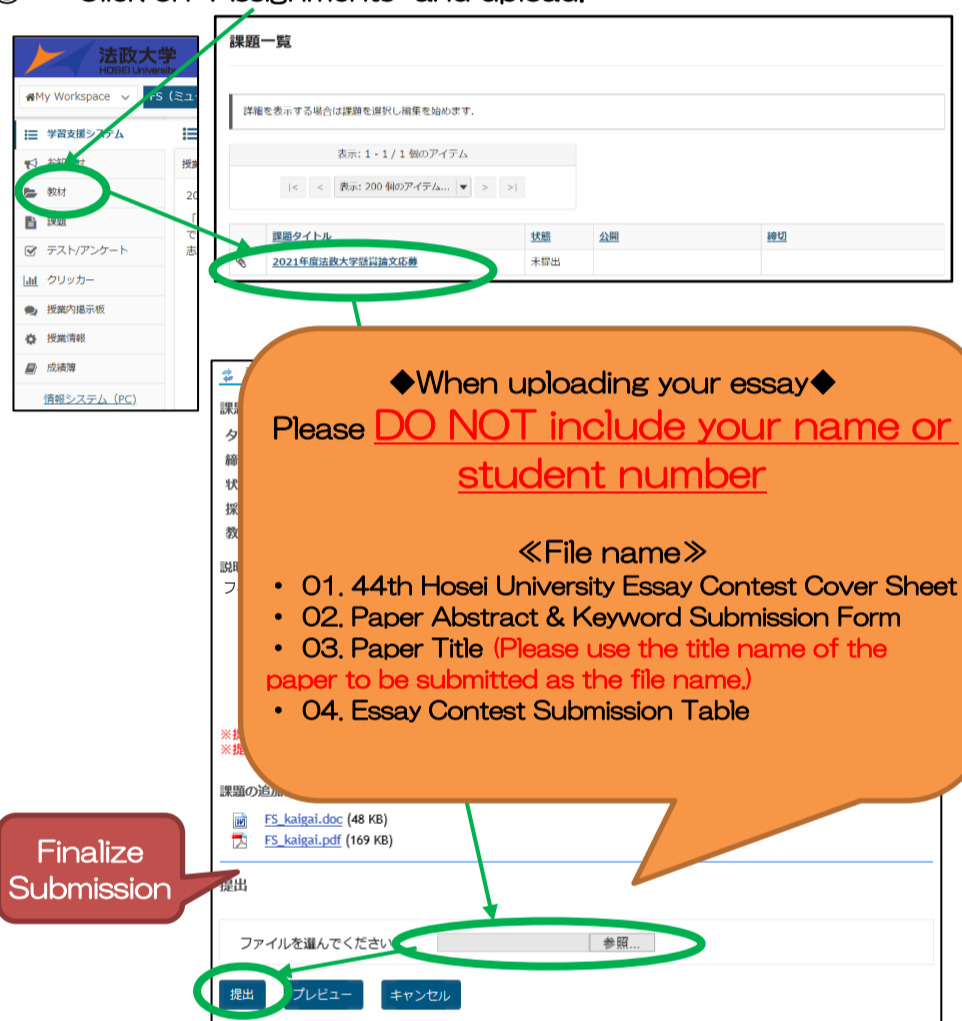 Click on "Assignments" and upload.
法政大学
HOSEI University
My Workspace
学習支援システム
お知らせ
教材
課題
テスト/アンケート
クリッカー
授業内掲示板
授業情報
成績簿
情報システム (PC)
課題一覧
詳細を表示する場合は課題を選択し編集を始めます.
表示: 1 - 1 / 1 個のアイテム
|< < 表示: 200 個のアイテム... ▼ > >|
課題タイトル 状態 公開 締切
2021年度法政大学懸賞論文応募 未提出
◆When uploading your essay◆
Please DO NOT include your name or
student number
≪File name≫
• 01. 44th Hosei University Essay Contest Cover Sheet
• 02. Paper Abstract & Keyword Submission Form
• 03. Paper Title (Please use the title name of the
paper to be submitted as the file name.)
• 04. Essay Contest Submission Table
課題の追加
FS_kaigai.doc (48 KB)
FS_kaigai.pdf (169 KB)
Finalize
Submission
提出
ファイルを選んでください 参照...
提出 プレビュー キャンセル